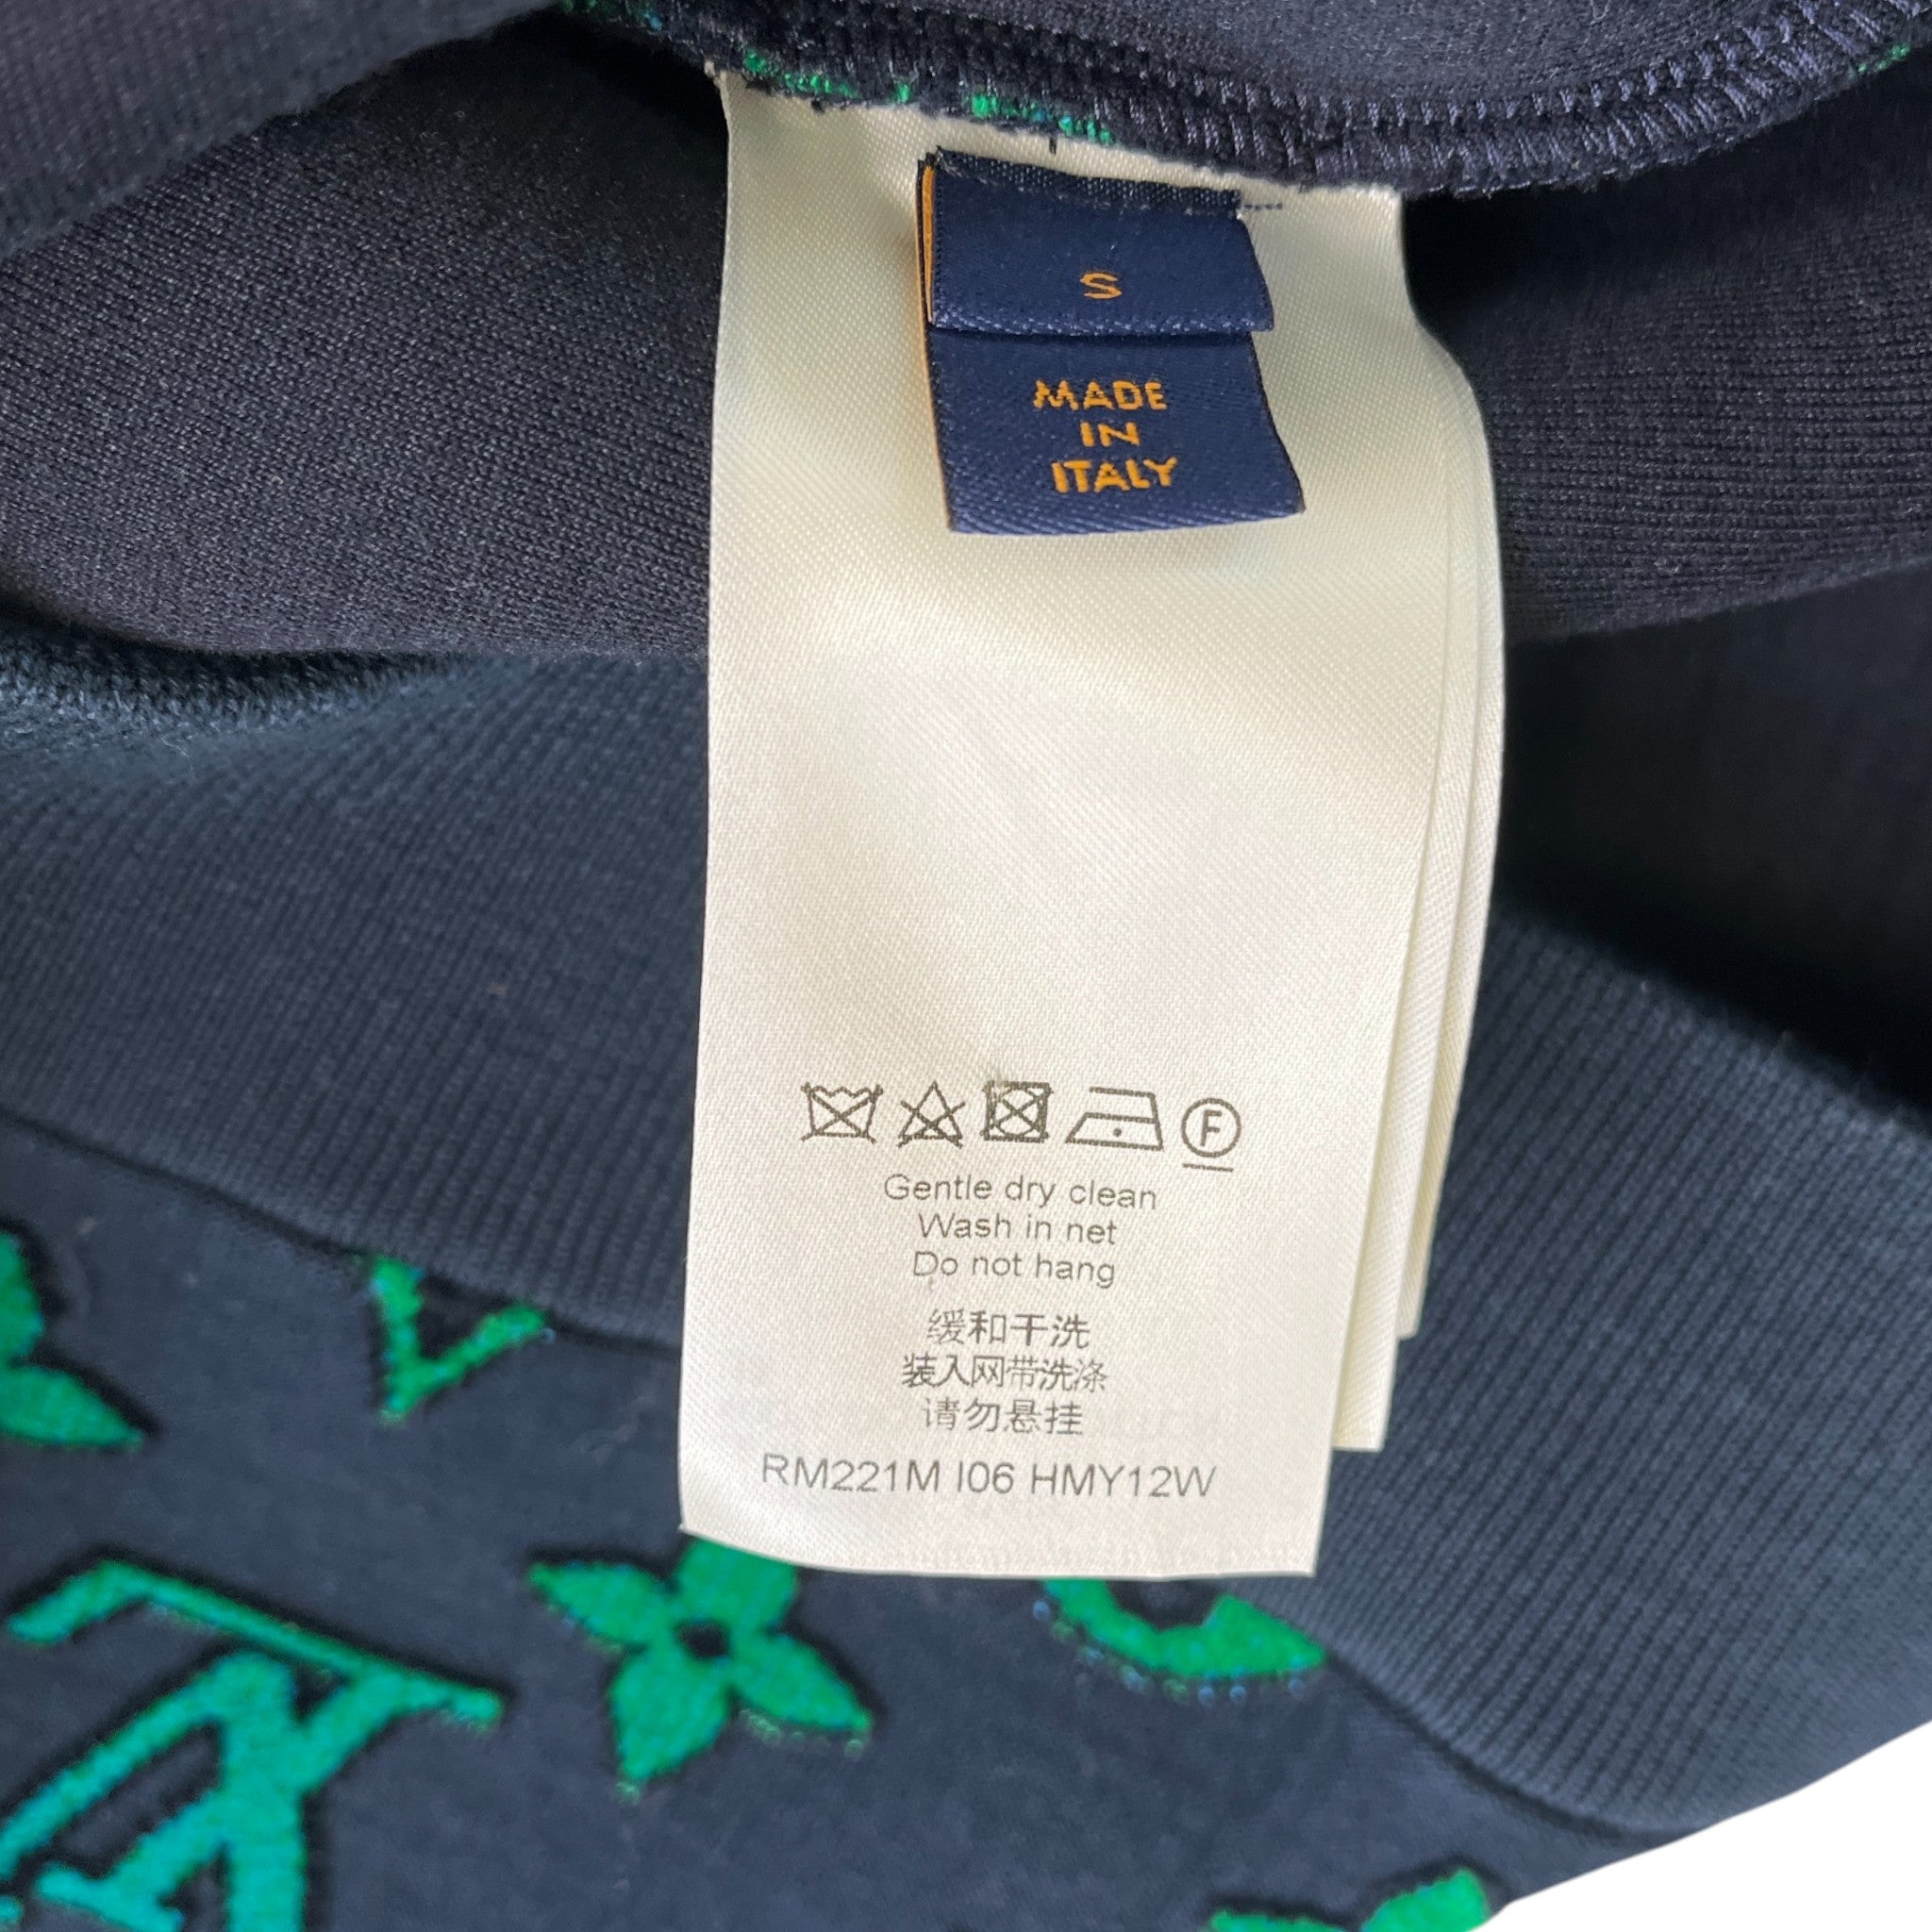 S
MADE
IN
ITALY
F
Gentle dry clean
Wash in net
Do not hang
缓和干洗
装入网带洗涤
请勿悬挂
RM221M I06 HMY12W